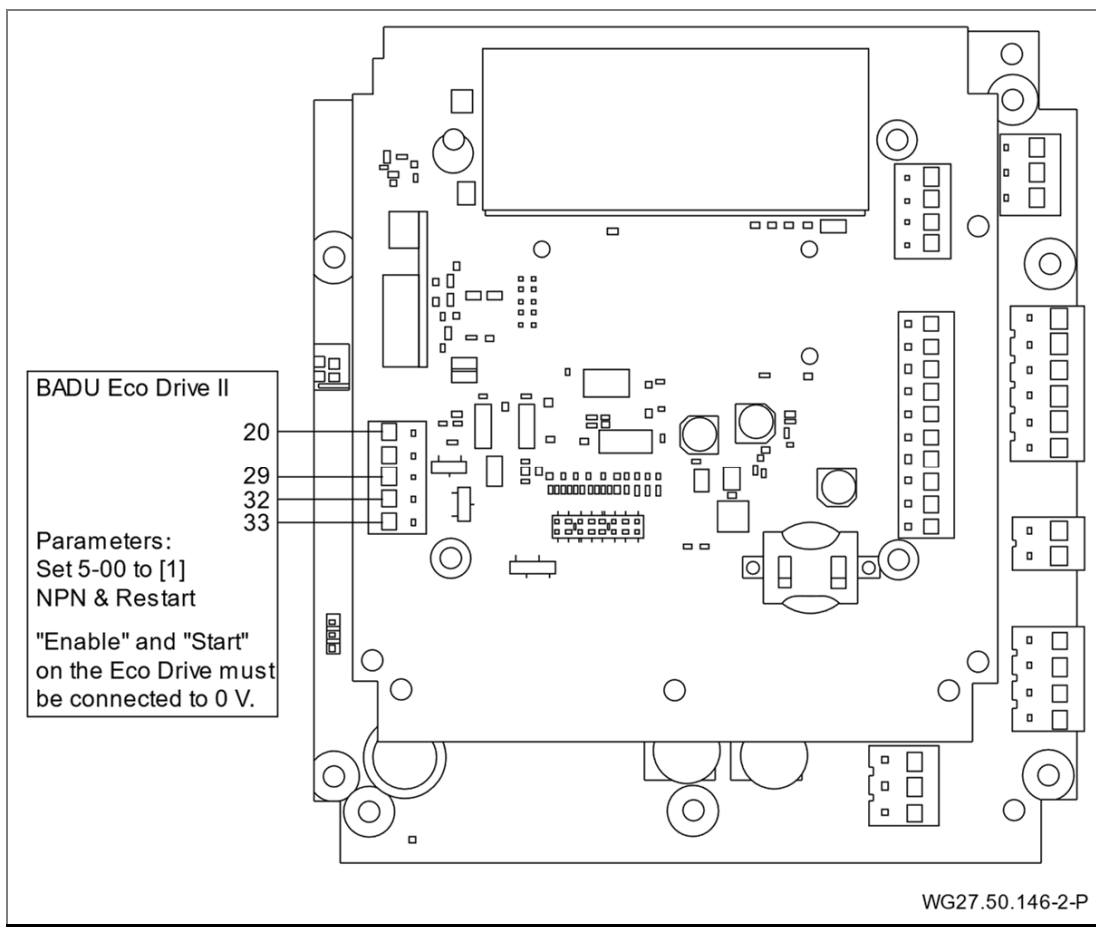 BADU Eco Drive II
20
29
32
33
Parameters:
Set 5-00 to [1]
NPN & Restart
"Enable" and "Start"
on the Eco Drive must
be connected to 0 V.
WG27.50.146-2-P